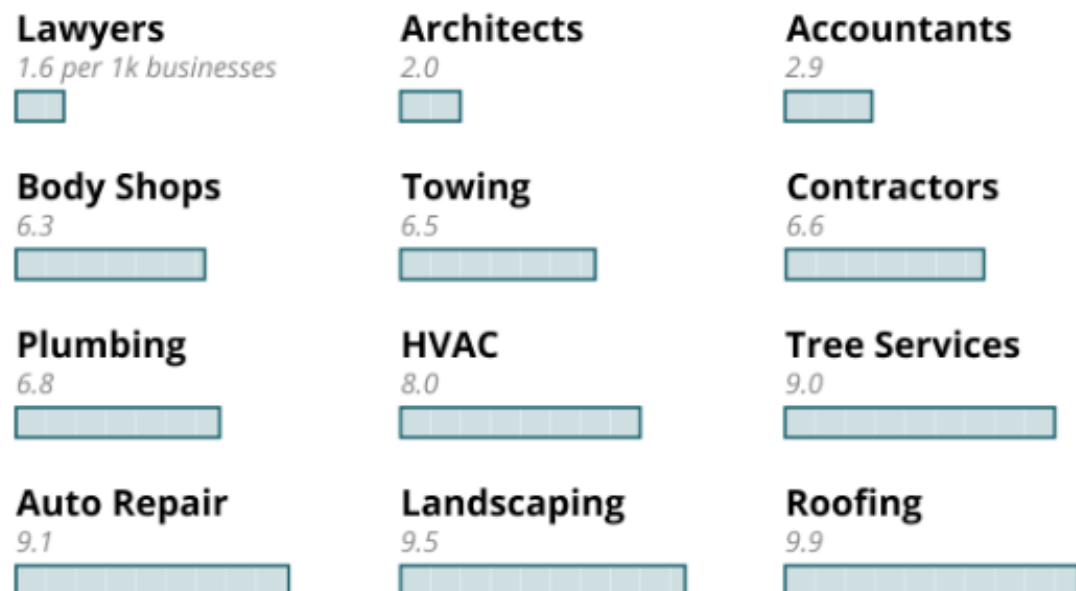 Lawyers
1.6 per 1k businesses
Architects
2.0
Accountants
2.9
Body Shops
6.3
Towing
6.5
Contractors
6.6
Plumbing
6.8
HVAC
8.0
Tree Services
9.0
Auto Repair
9.1
Landscaping
9.5
Roofing
9.9